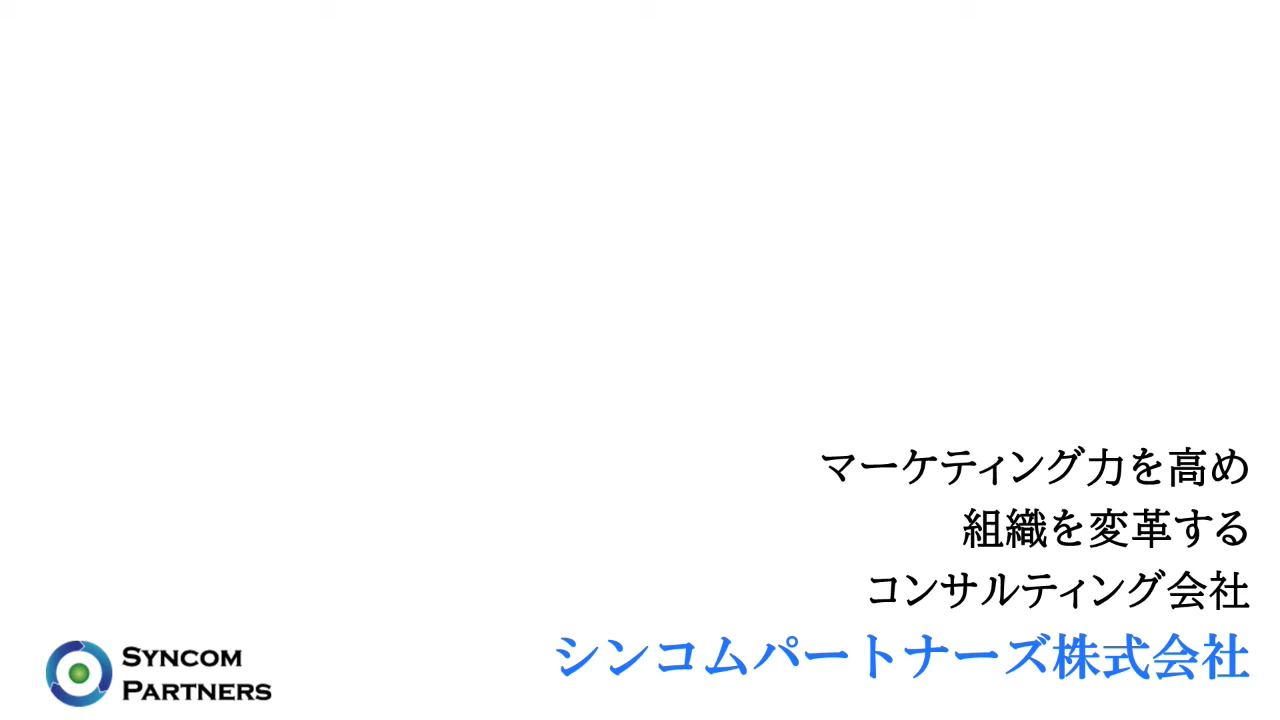 マーケティング力を高め
組織を変革する
コンサルティング会社
シンコムパートナーズ株式会社
SYNCOM
PARTNERS